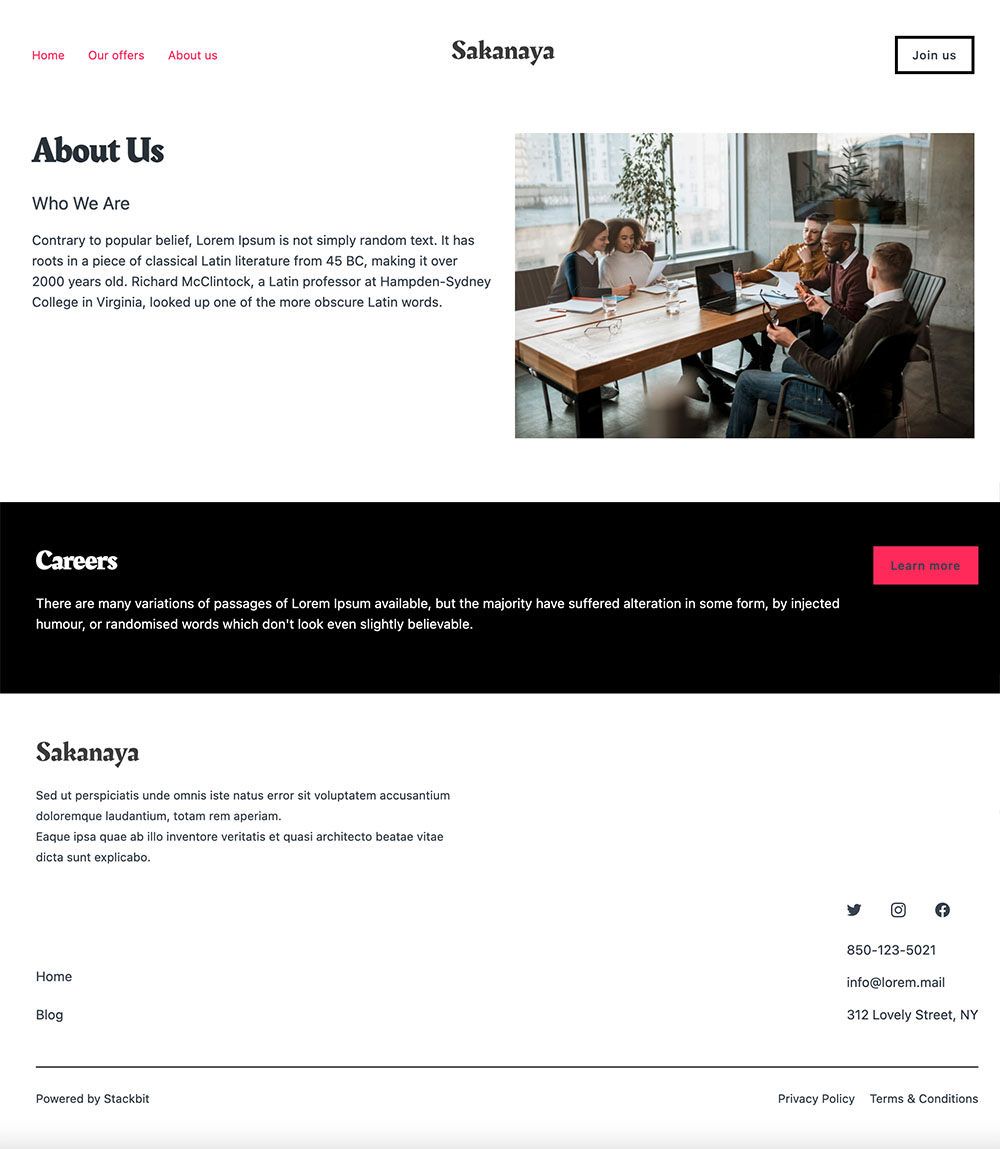 Home Our offers About us Sakanaya Join us
About Us
Who We Are
Contrary to popular belief, Lorem Ipsum is not simply random text. It has
roots in a piece of classical Latin literature from 45 BC, making it over
2000 years old. Richard McClintock, a Latin professor at Hampden-Sydney
College in Virginia, looked up one of the more obscure Latin words.
Careers
Learn more
There are many variations of passages of Lorem Ipsum available, but the majority have suffered alteration in some form, by injected
humour, or randomised words which don't look even slightly believable.
Sakanaya
Sed ut perspiciatis unde omnis iste natus error sit voluptatem accusantium
doloremque laudantium, totam rem aperiam.
Eaque ipsa quae ab illo inventore veritatis et quasi architecto beatae vitae
dicta sunt explicabo.
850-123-5021
Home
info@lorem.mail
Blog 312 Lovely Street, NY
Powered by Stackbit Privacy Policy Terms & Conditions